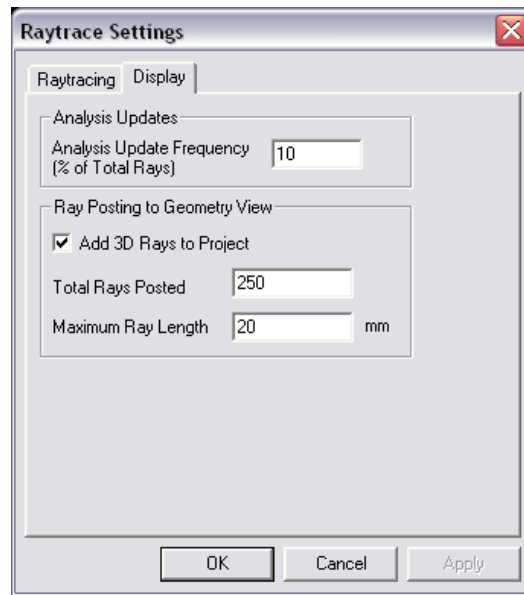 Raytrace Settings
Raytracing Display
Analysis Updates
Analysis Update Frequency 10
(% of Total Rays)
Ray Posting to Geometry View
Add 3D Rays to Project
Total Rays Posted 250
Maximum Ray Length 20 mm
OK Cancel Apply